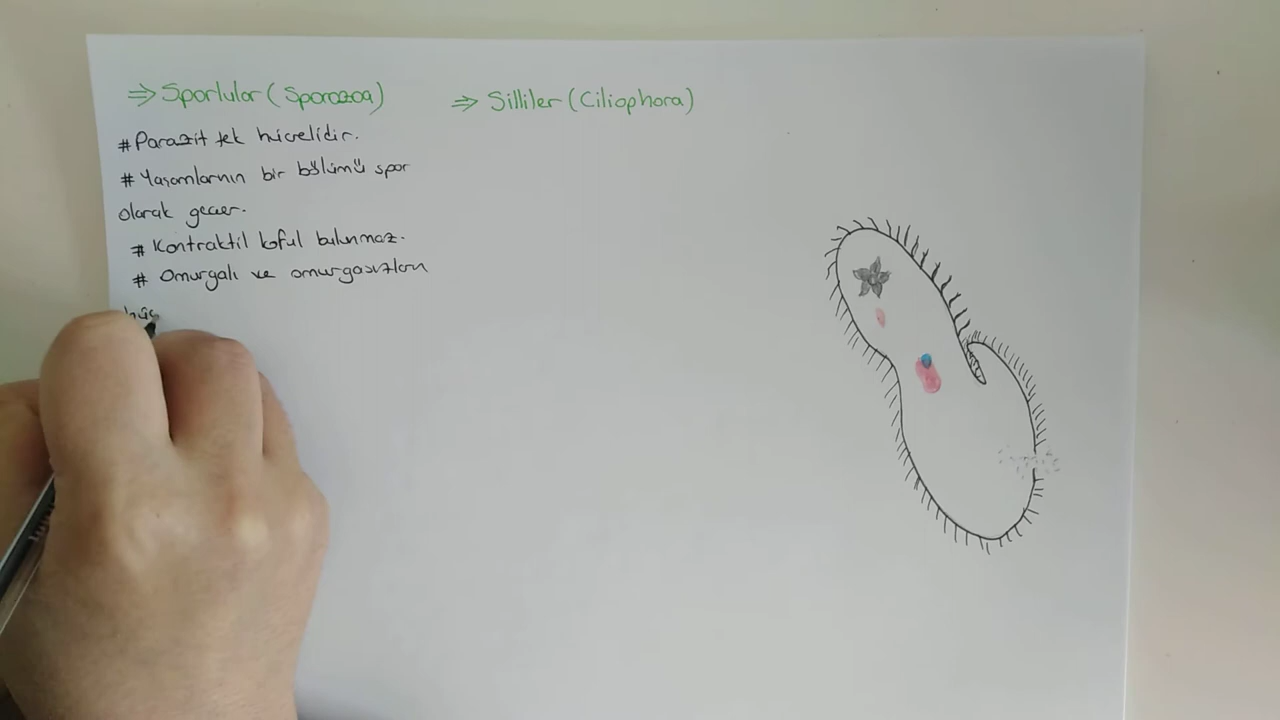 ⇒ Sporlular (Sporozoa)
# Parazit tek hücrelidir.
# Yaşamlarının bir bölümü spor
olarak geçer.
# Kontraktil koful bulunmaz.
# Omurgalı ve omurgasızların
hüc
⇒ Silliler (Ciliophora)